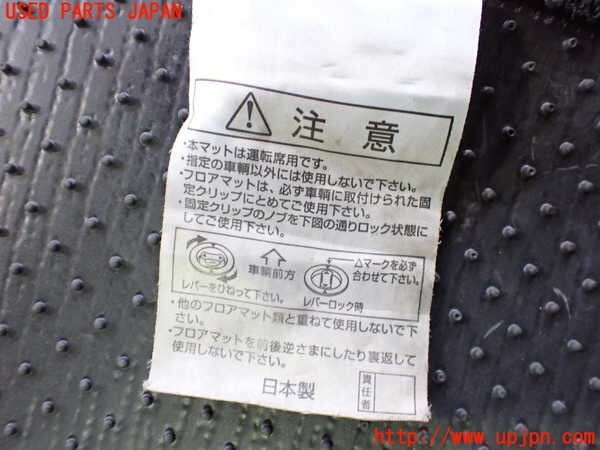 USED PARTS JAPAN
注意
・本マットは運転席用です。
・指定の車輌以外には使用しないで下さい。
・フロアマットは、必ず車輌に取付けられた固
定クリップにとめてご使用下さい。
・固定クリップのノブを下図の通りロック状態に
してご使用下さい。
レバーをひねって下さい。
車輌前方
レバーロック時
△マークを必ず
合わせて下さい。
・他のフロアマット類と重ねて使用しないで下
さい。
・フロアマットを前後逆さまにしたり裏返して
使用しないで下さい。
日本製
責任者
http://www.upjpn.com/